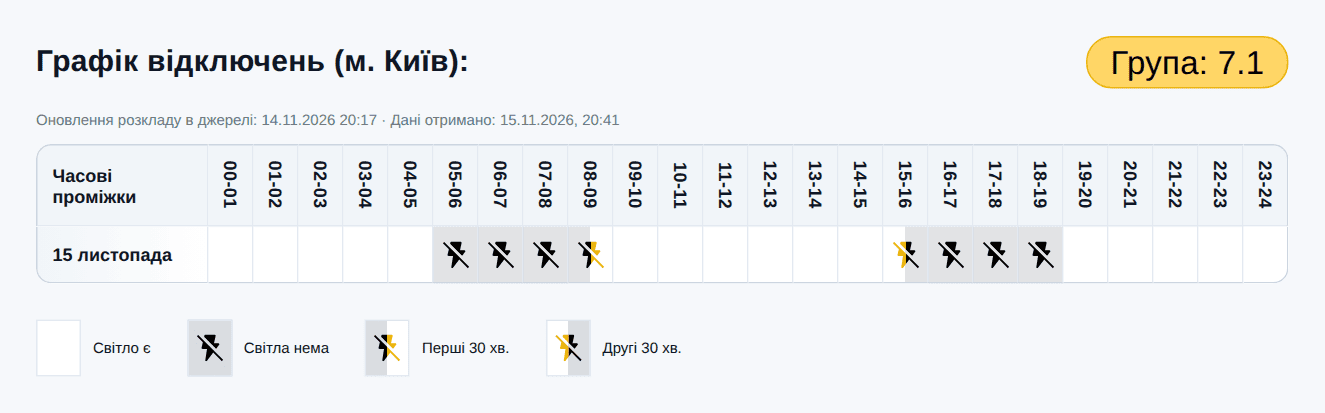 Графік відключень (м. Київ):
Група: 7.1
Оновлення розкладу в джерелі: 14.11.2026 20:17 · Дані отримано: 15.11.2026, 20:41
Часові
проміжки
00-01
01-02
02-03
03-04
04-05
05-06
06-07
07-08
08-09
09-10
10-11
11-12
12-13
13-14
14-15
15-16
16-17
17-18
18-19
19-20
20-21
21-22
22-23
23-24
15 листопада
Світло є
Світла нема
Перші 30 хв.
Другі 30 хв.